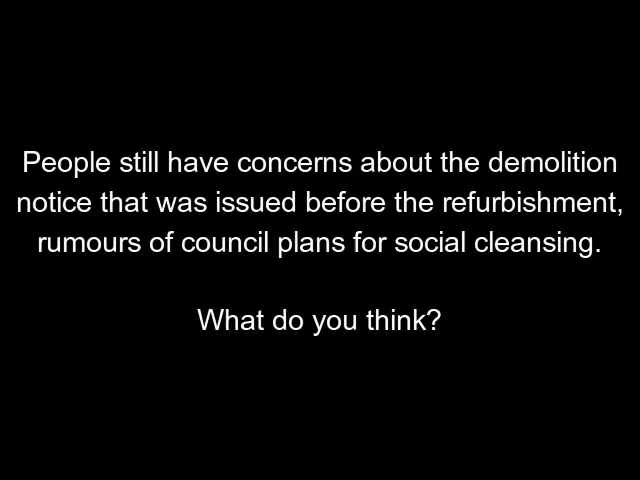 People still have concerns about the demolition
notice that was issued before the refurbishment,
rumours of council plans for social cleansing.
What do you think?